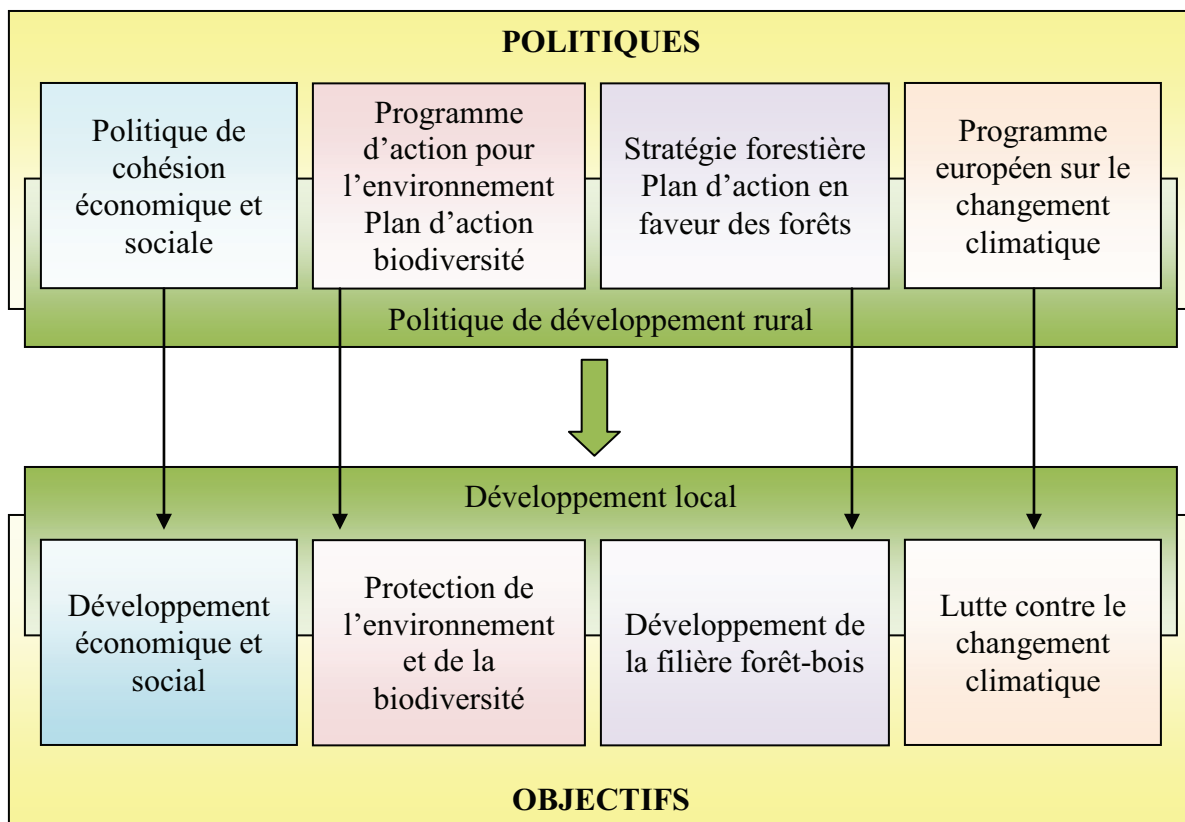 POLITIQUES
Politique de
cohésion
économique et
sociale
Programme
d’action pour
l’environnement
Plan d’action
biodiversité
Stratégie forestière
Plan d’action en
faveur des forêts
Programme
européen sur le
changement
climatique
Politique de développement rural
Développement local
Développement
économique et
social
Protection de
l’environnement
et de la
biodiversité
Développement de
la filière forêt-bois
Lutte contre le
changement
climatique
OBJECTIFS